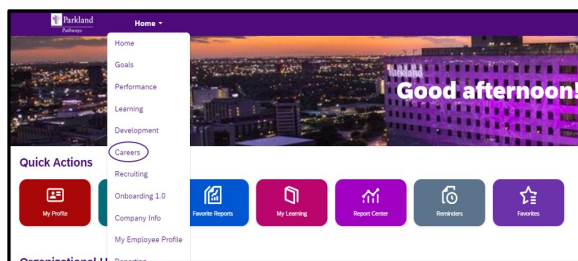 Parkland
Pathways
Home
Home
Goals
Performance
Learning
Development
Careers
Recruiting
Onboarding 1.0
Company Info
My Employee Profile
Parkland
Good afternoon!
Quick Actions
My Profile
Favorite Reports
My Learning
Report Center
Reminders
Favorites